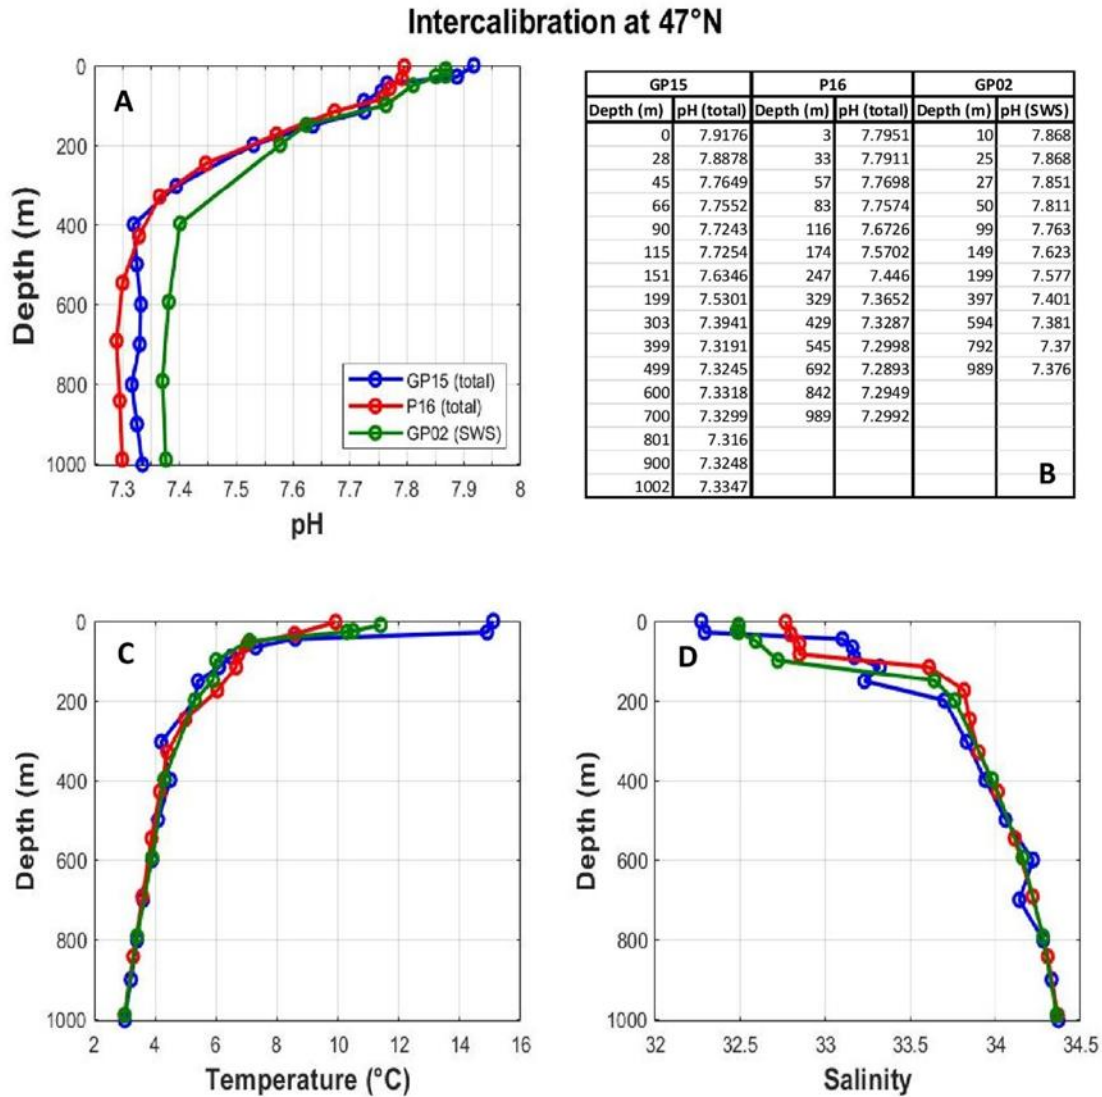 Intercalibration at 47°N
A
0
200
400
600
800
1000
Depth (m)
7.3 7.4 7.5 7.6 7.7 7.8 7.9 8
pH
GP15 (total)
P16 (total)
GP02 (SWS)
GP15 P16 GP02
Depth (m) pH (total) Depth (m) pH (total) Depth (m) pH (SWS)
0 7.9176 3 7.7951 10 7.868
28 7.8878 33 7.7911 25 7.868
45 7.7649 57 7.7698 27 7.851
66 7.7552 83 7.7574 50 7.811
90 7.7243 116 7.6726 99 7.763
115 7.7254 174 7.5702 149 7.623
151 7.6346 247 7.446 199 7.577
199 7.5301 329 7.3652 397 7.401
303 7.3941 429 7.3287 594 7.381
399 7.3191 545 7.2998 792 7.37
499 7.3245 692 7.2893 989 7.376
600 7.3318 842 7.2949
700 7.3299 989 7.2992
801 7.316
900 7.3248
1002 7.3347
B
C
0
200
400
600
800
1000
Depth (m)
2 4 6 8 10 12 14 16
Temperature (°C)
D
0
200
400
600
800
1000
Depth (m)
32 32.5 33 33.5 34 34.5
Salinity